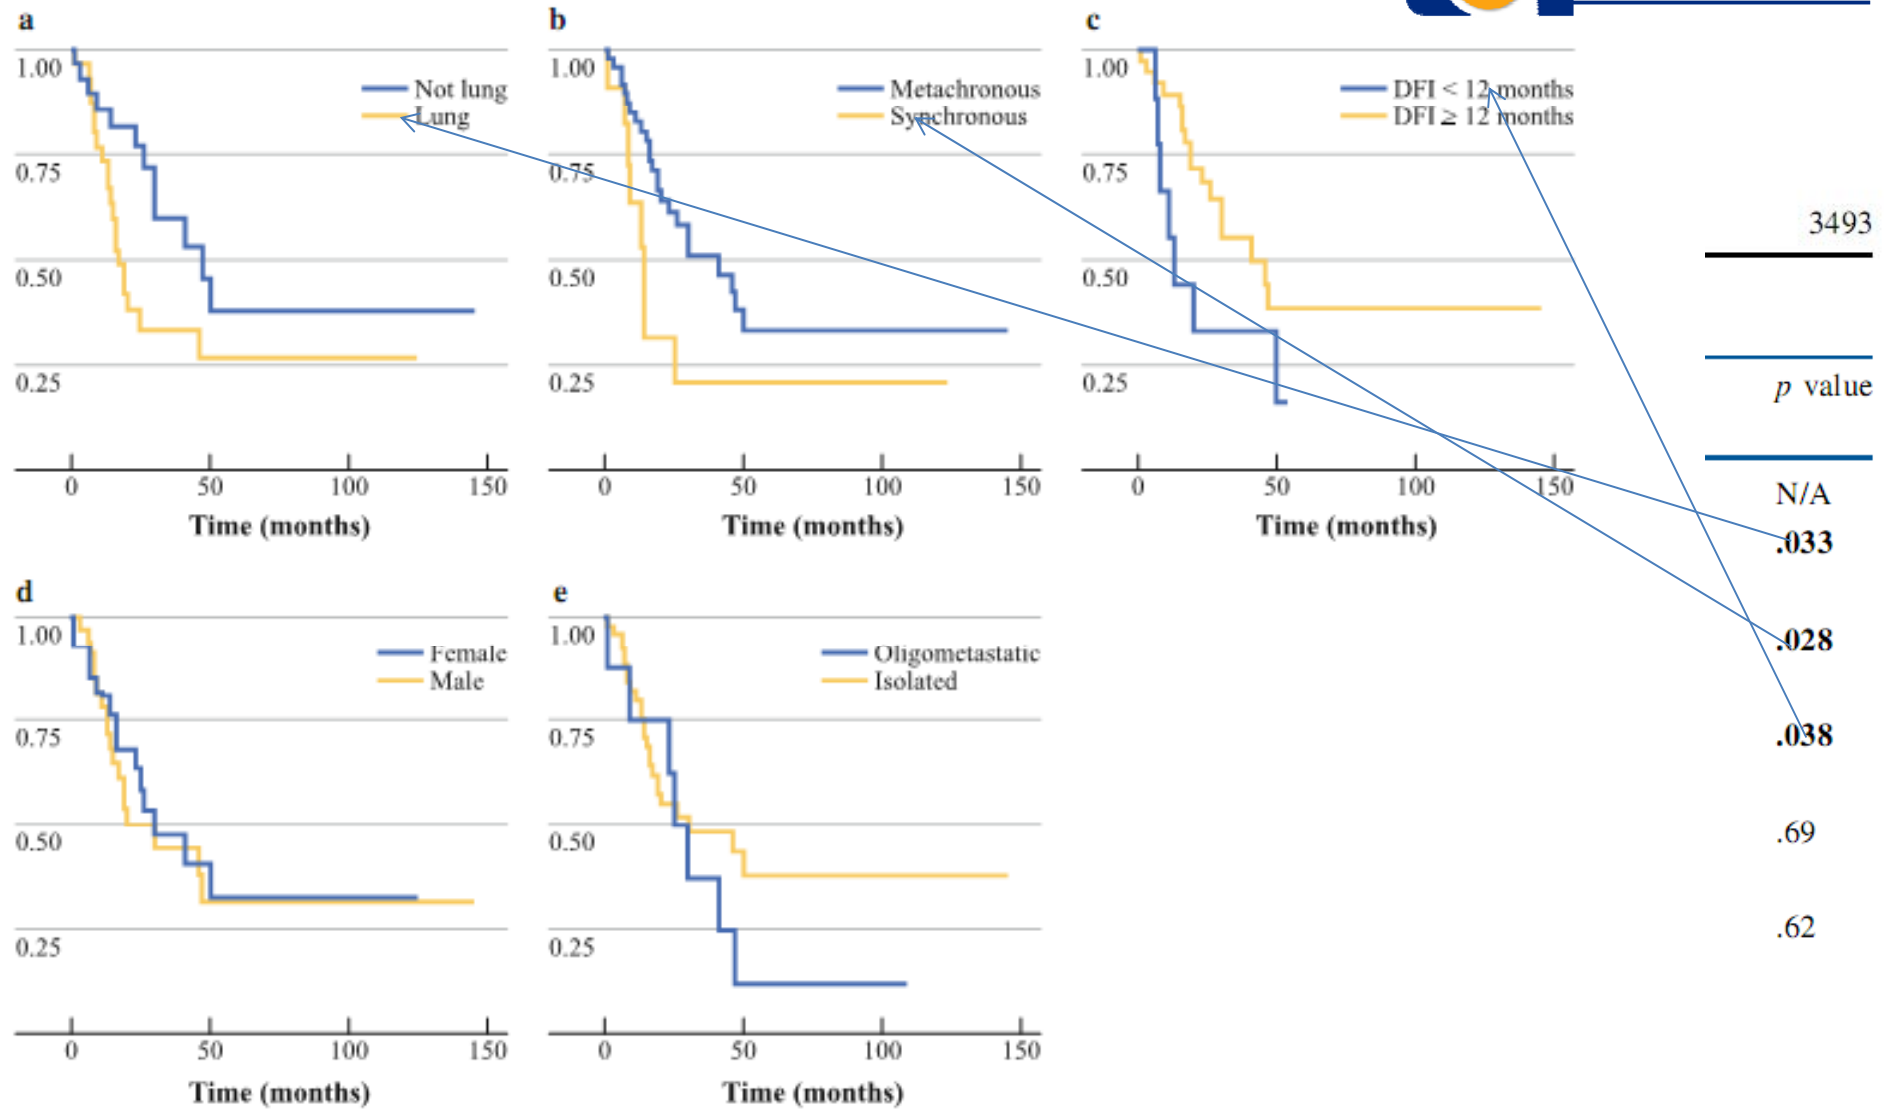 a
1.00
0.75
0.50
0.25
Not lung
Lung
0 50 100 150
Time (months)
b
1.00
0.75
0.50
0.25
Metachronous
Synchronous
0 50 100 150
Time (months)
c
1.00
0.75
0.50
0.25
DFI < 12 months
DFI ≥ 12 months
0 50 100 150
Time (months)
d
1.00
0.75
0.50
0.25
Female
Male
0 50 100 150
Time (months)
e
1.00
0.75
0.50
0.25
Oligometastatic
Isolated
0 50 100 150
Time (months)
3493
p value
N/A
.033
.028
.038
.69
.62